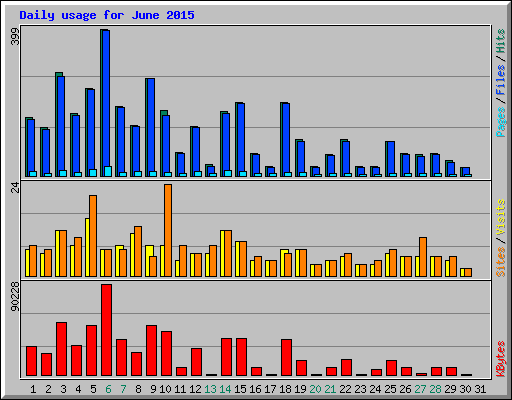 Daily usage for June 2015
399
Pages / Files / Hits
24
Sites / Visits
90228
KBytes
1 2 3 4 5 6 7 8 9 10 11 12 13 14 15 16 17 18 19 20 21 22 23 24 25 26 27 28 29 30 31